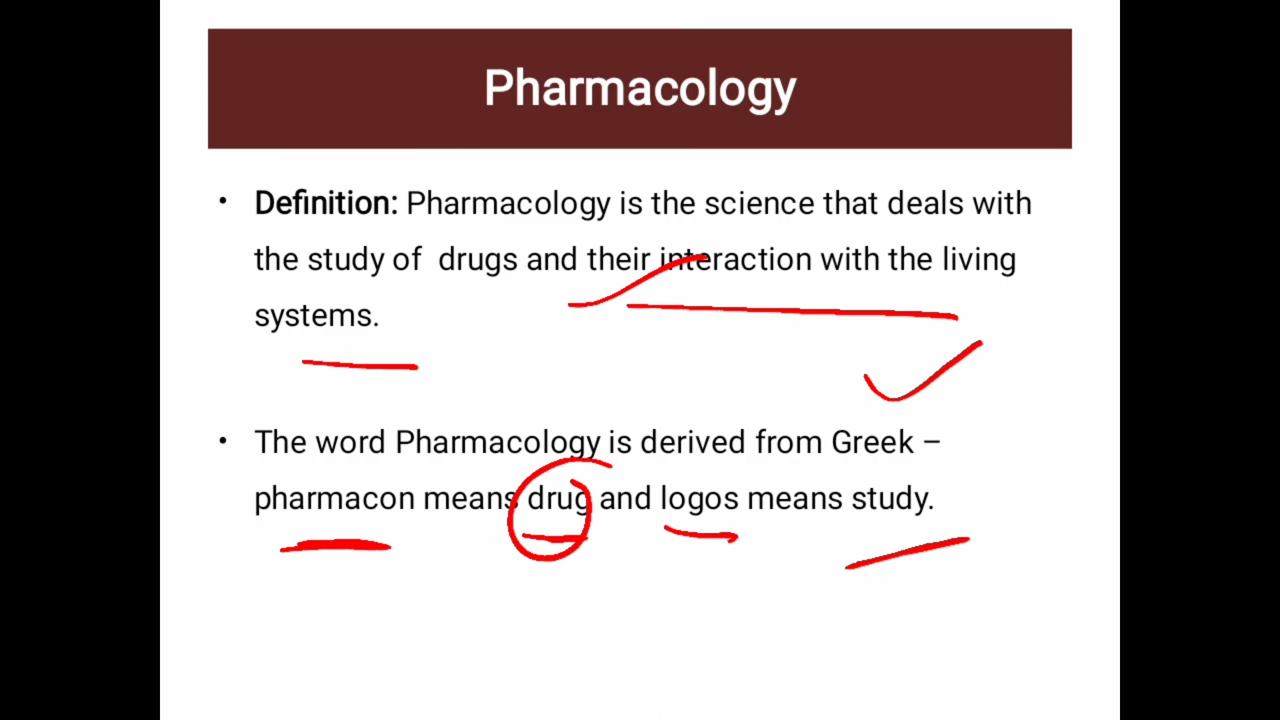 Pharmacology
• Definition: Pharmacology is the science that deals with
the study of drugs and their interaction with the living
systems.
• The word Pharmacology is derived from Greek –
pharmacon means drug and logos means study.